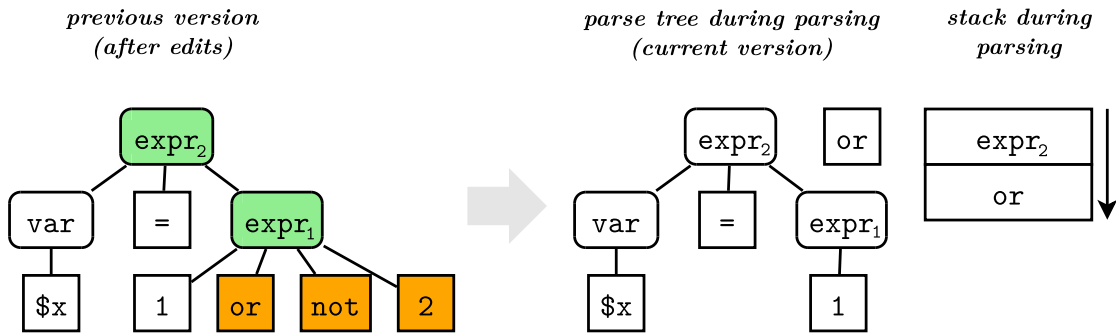 previous version
(after edits)
parse tree during parsing
(current version)
stack during
parsing
expr2
var
=
expr1
$x
1
or
not
2
expr2
or
var
=
expr1
$x
1
expr2
or